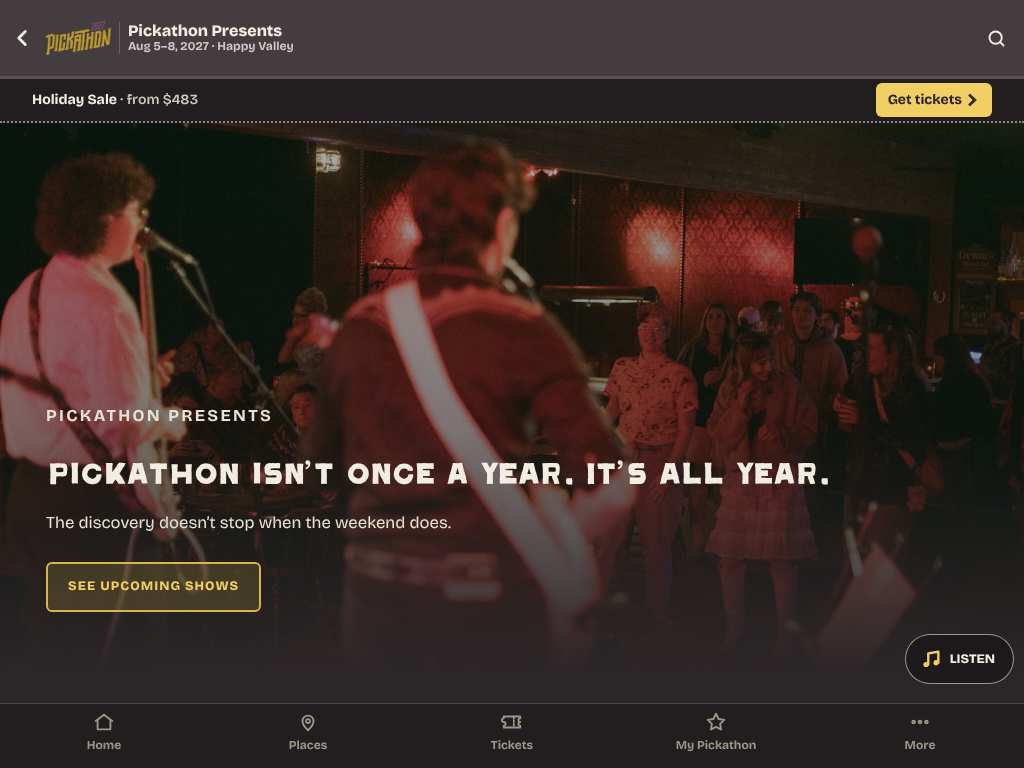 PICKATHON
Pickathon Presents
Aug 5–8, 2027 · Happy Valley
Holiday Sale · from $483
Get tickets
PICKATHON PRESENTS
PICKATHON ISN'T ONCE A YEAR. IT'S ALL YEAR.
The discovery doesn't stop when the weekend does.
SEE UPCOMING SHOWS
LISTEN
Home
Places
Tickets
My Pickathon
More